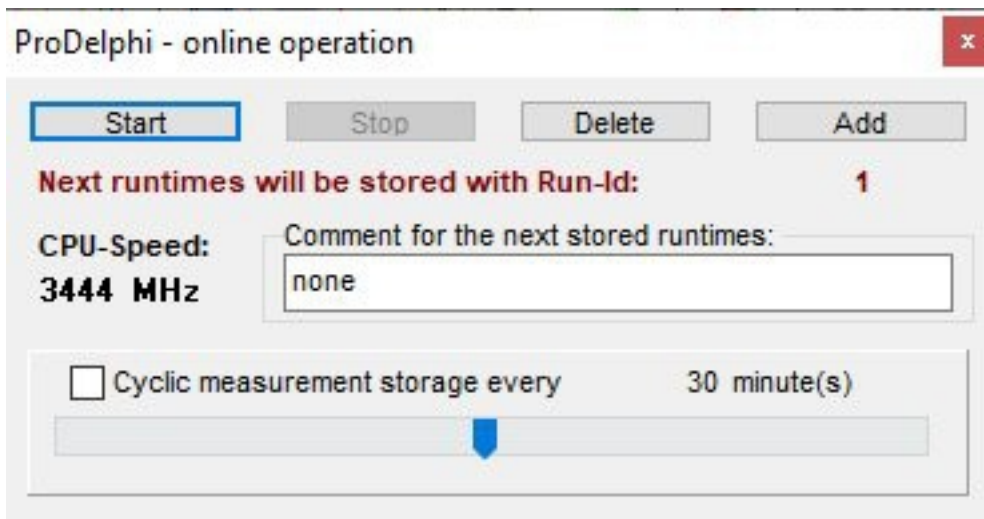 ProDelphi - online operation x
Start Stop Delete Add
Next runtimes will be stored with Run-Id: 1
CPU-Speed:
3444 MHz
Comment for the next stored runtimes:
none
Cyclic measurement storage every 30 minute(s)